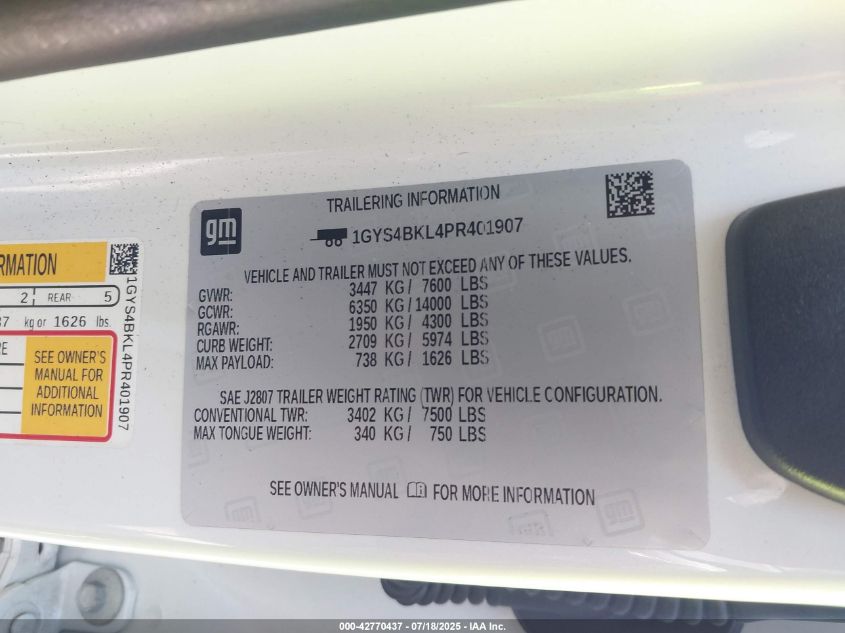 TRAILERING INFORMATION
gm
1GYS4BKL4PR401907
VEHICLE AND TRAILER MUST NOT EXCEED ANY OF THESE VALUES.
GVWR: 3447 KG/ 7600 LBS
GCWR: 6350 KG/14000 LBS
RGAWR: 1950 KG/ 4300 LBS
CURB WEIGHT: 2709 KG/ 5974 LBS
MAX PAYLOAD: 738 KG/ 1626 LBS
SAE J2807 TRAILER WEIGHT RATING (TWR) FOR VEHICLE CONFIGURATION.
CONVENTIONAL TWR: 3402 KG/ 7500 LBS
MAX TONGUE WEIGHT: 340 KG/ 750 LBS
SEE OWNER'S MANUAL FOR MORE INFORMATION
2 REAR 5
kg or 1626 lbs.
SEE OWNER'S
MANUAL FOR
ADDITIONAL
INFORMATION
1GYS4BKL4PR401907
000-42770437 - 07/18/2025 - IAA Inc.